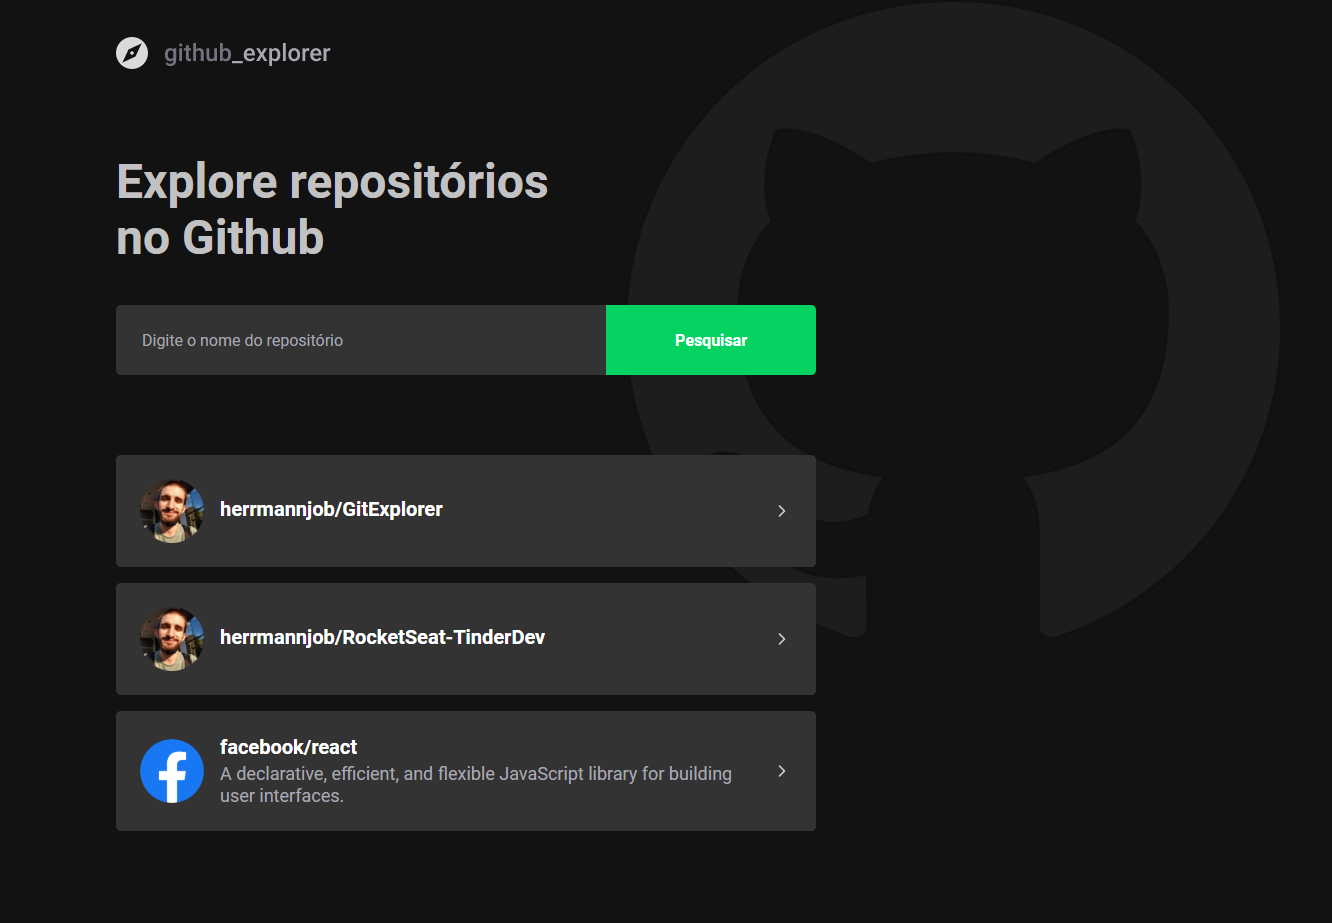 github_explorer
Explore repositórios
no Github
Digite o nome do repositório
Pesquisar
herrmannjob/GitExplorer
herrmannjob/RocketSeat-TinderDev
facebook/react
A declarative, efficient, and flexible JavaScript library for building
user interfaces.